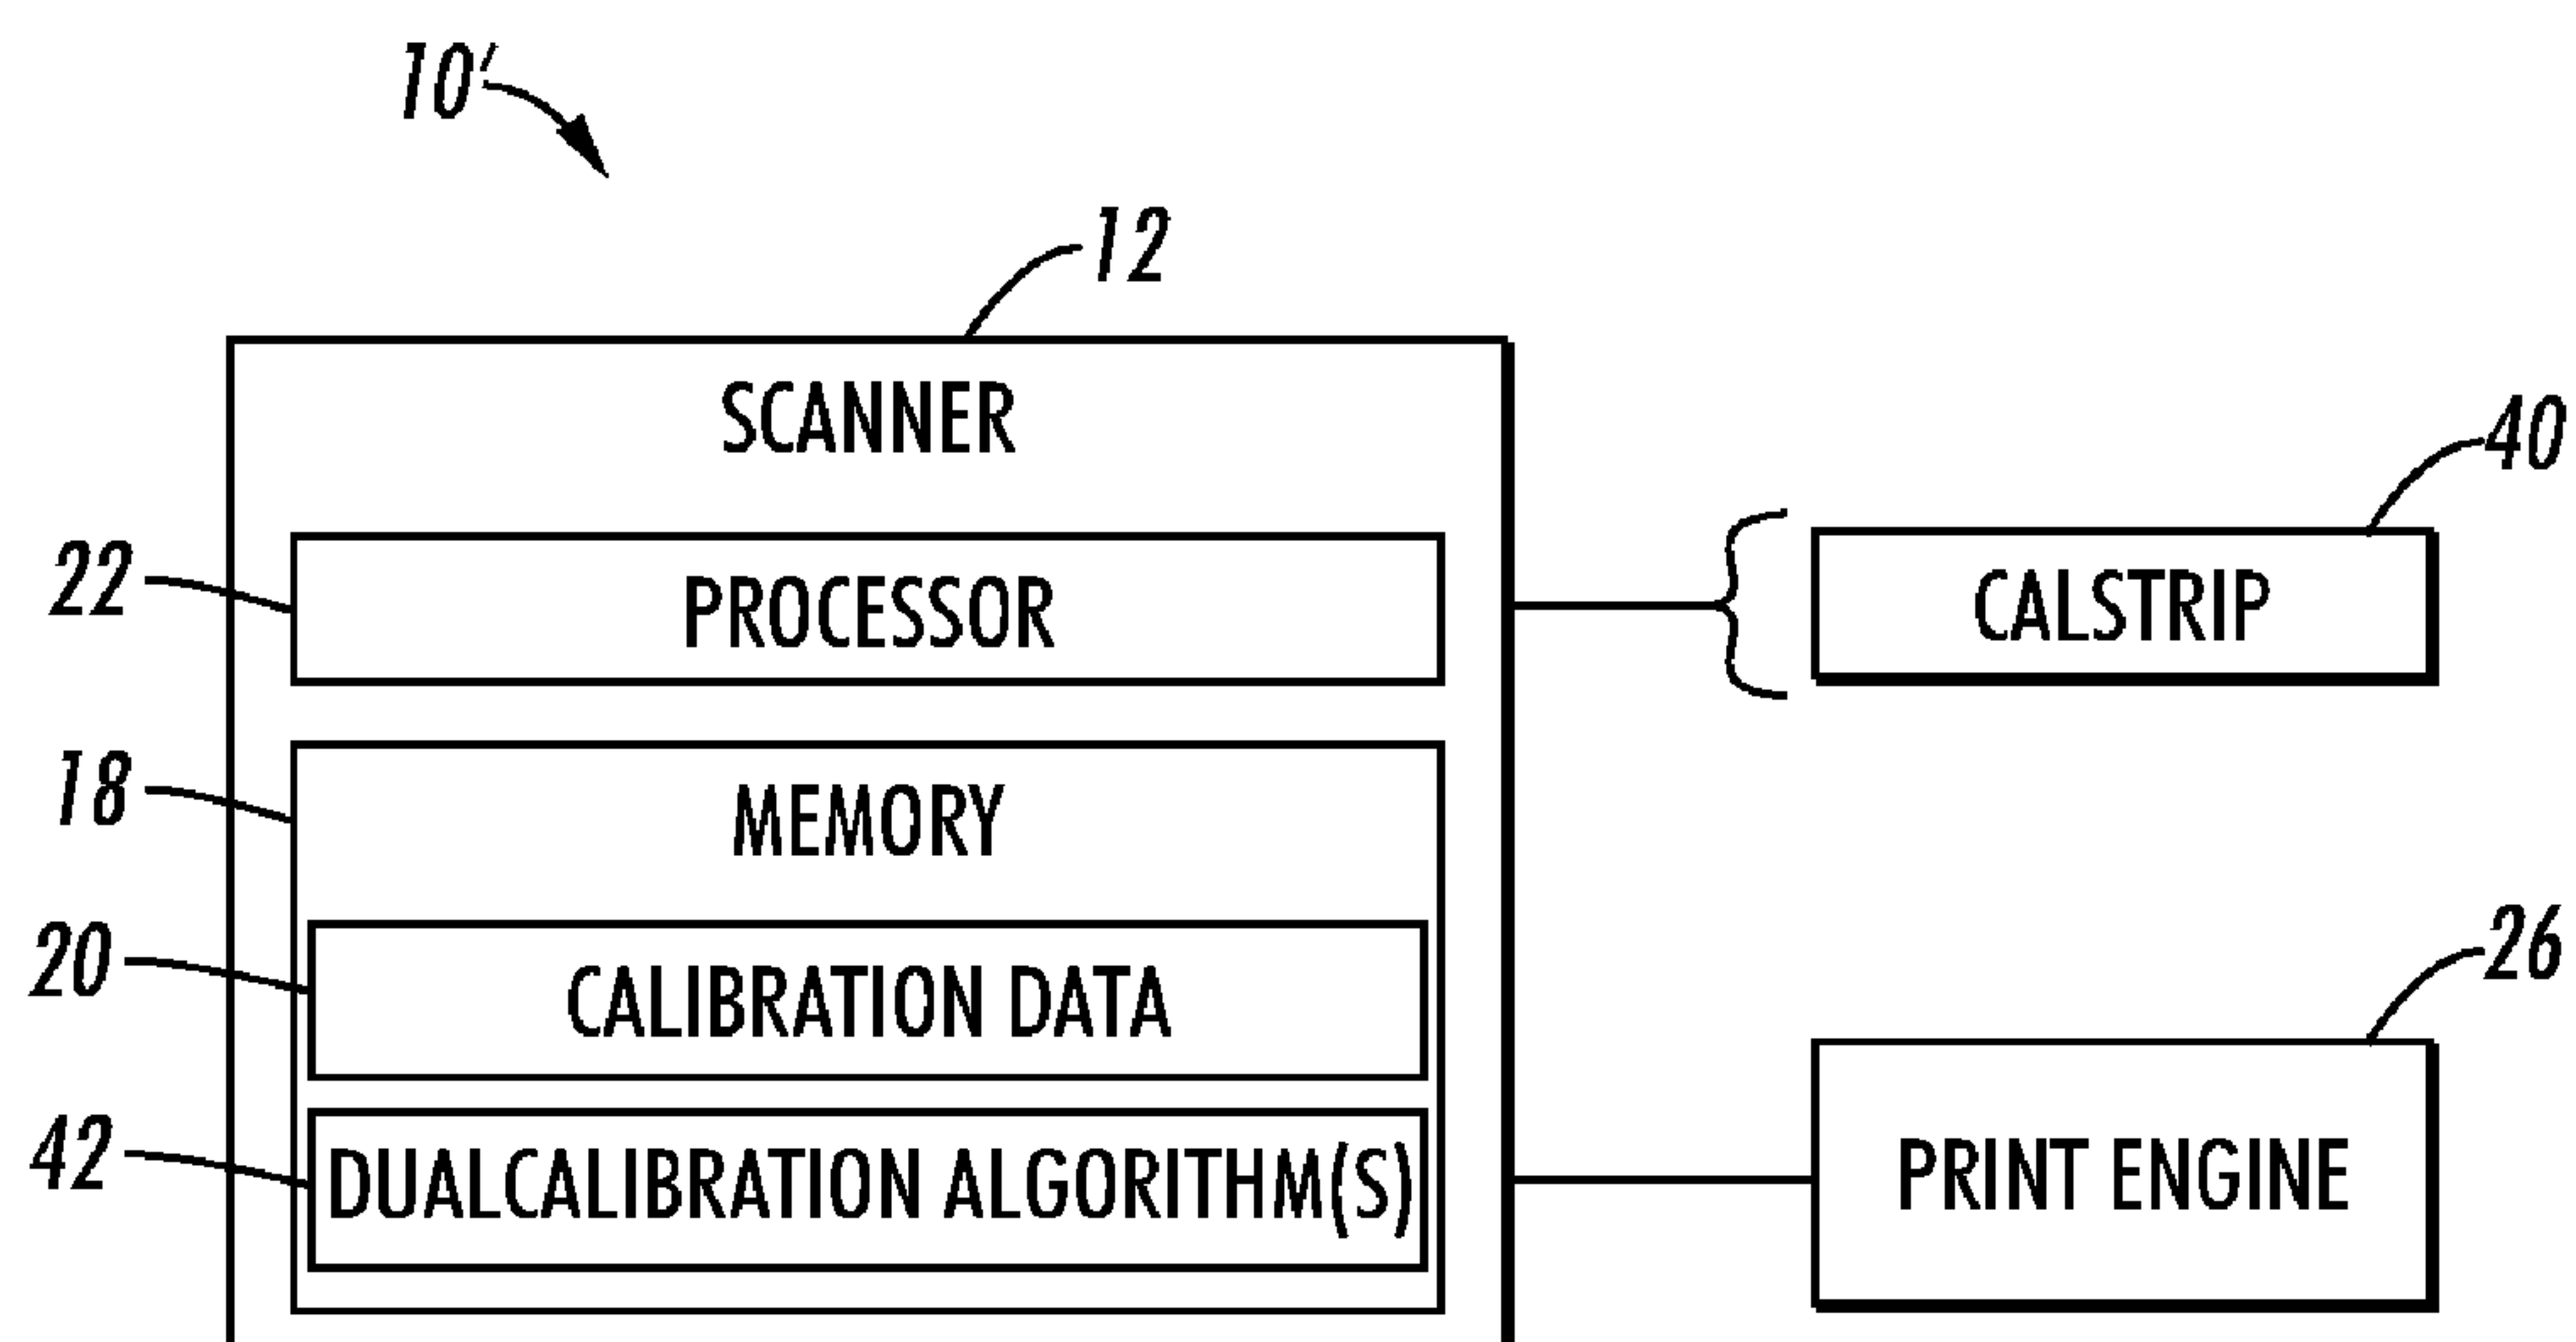 10'
12
SCANNER
40
22
PROCESSOR
CALSTRIP
18
MEMORY
20
CALIBRATION DATA
26
42
DUALCALIBRATION ALGORITHM(S)
PRINT ENGINE